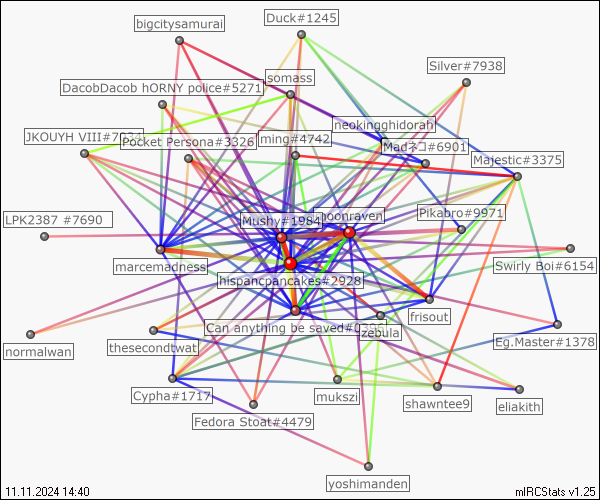 Duck#1245
bigcitysamurai
Silver#7938
somass
DacobDacob hORNY police#5271
neokingghidorah
JKOUYH VIII#7
Pocket Persona#3326
ming#4742
Madネコ#6901
Majestic#3375
LPK2387 #7690
Mushy#1984
moonraven
Pikabro#9971
marcemadness
Swirly Boi#6154
hispancpancakes#2928
Can anything be saved#0
frisout
zebula
Eg.Master#1378
normalwan
thesecondtwat
Cypha#1717
mukszi
shawntee9
eliakith
Fedora Stoat#4479
yoshimanden
11.11.2024 14:40
mIRCStats v1.25